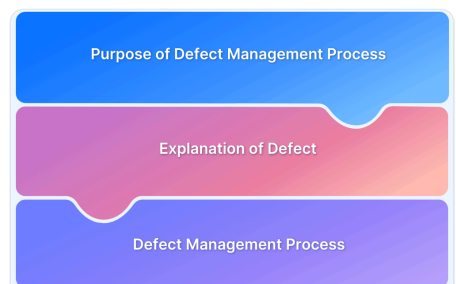 Purpose of Defect Management Process
Explanation of Defect
Defect Management Process